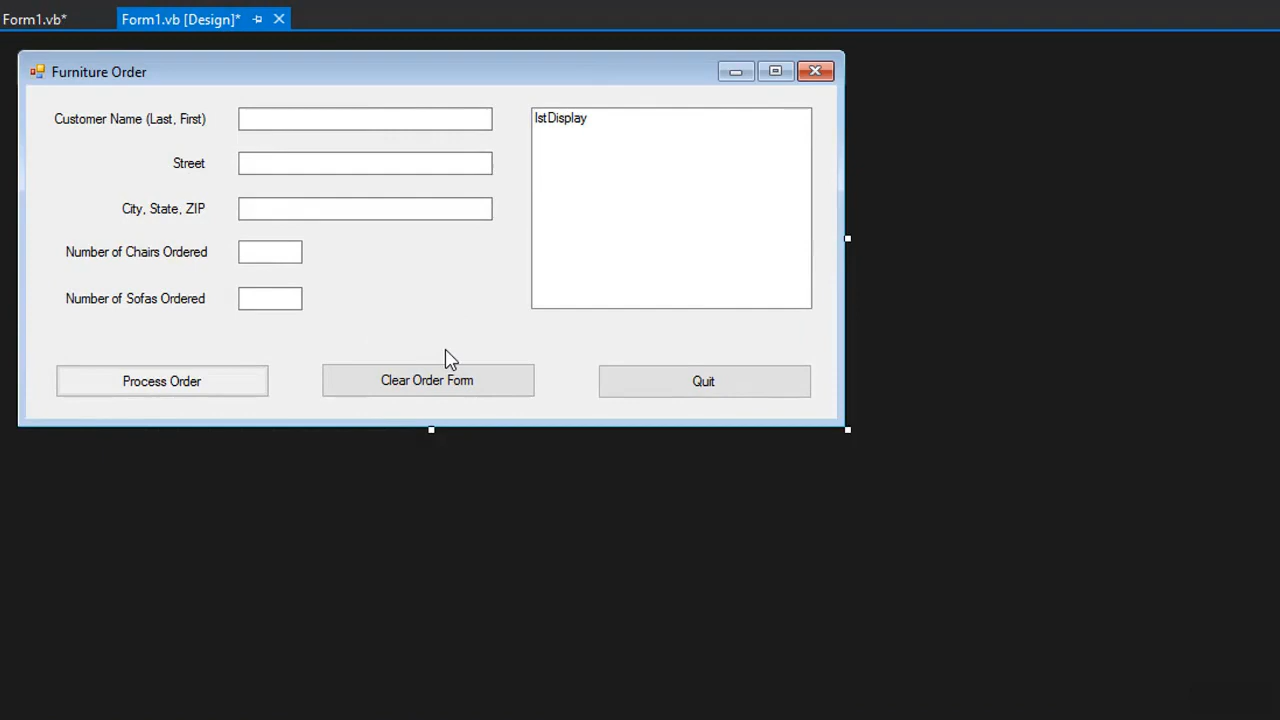 Form1.vb*
Form1.vb [Design]*
Furniture Order
Customer Name (Last, First)
lstDisplay
Street
City, State, ZIP
Number of Chairs Ordered
Number of Sofas Ordered
Process Order
Clear Order Form
Quit